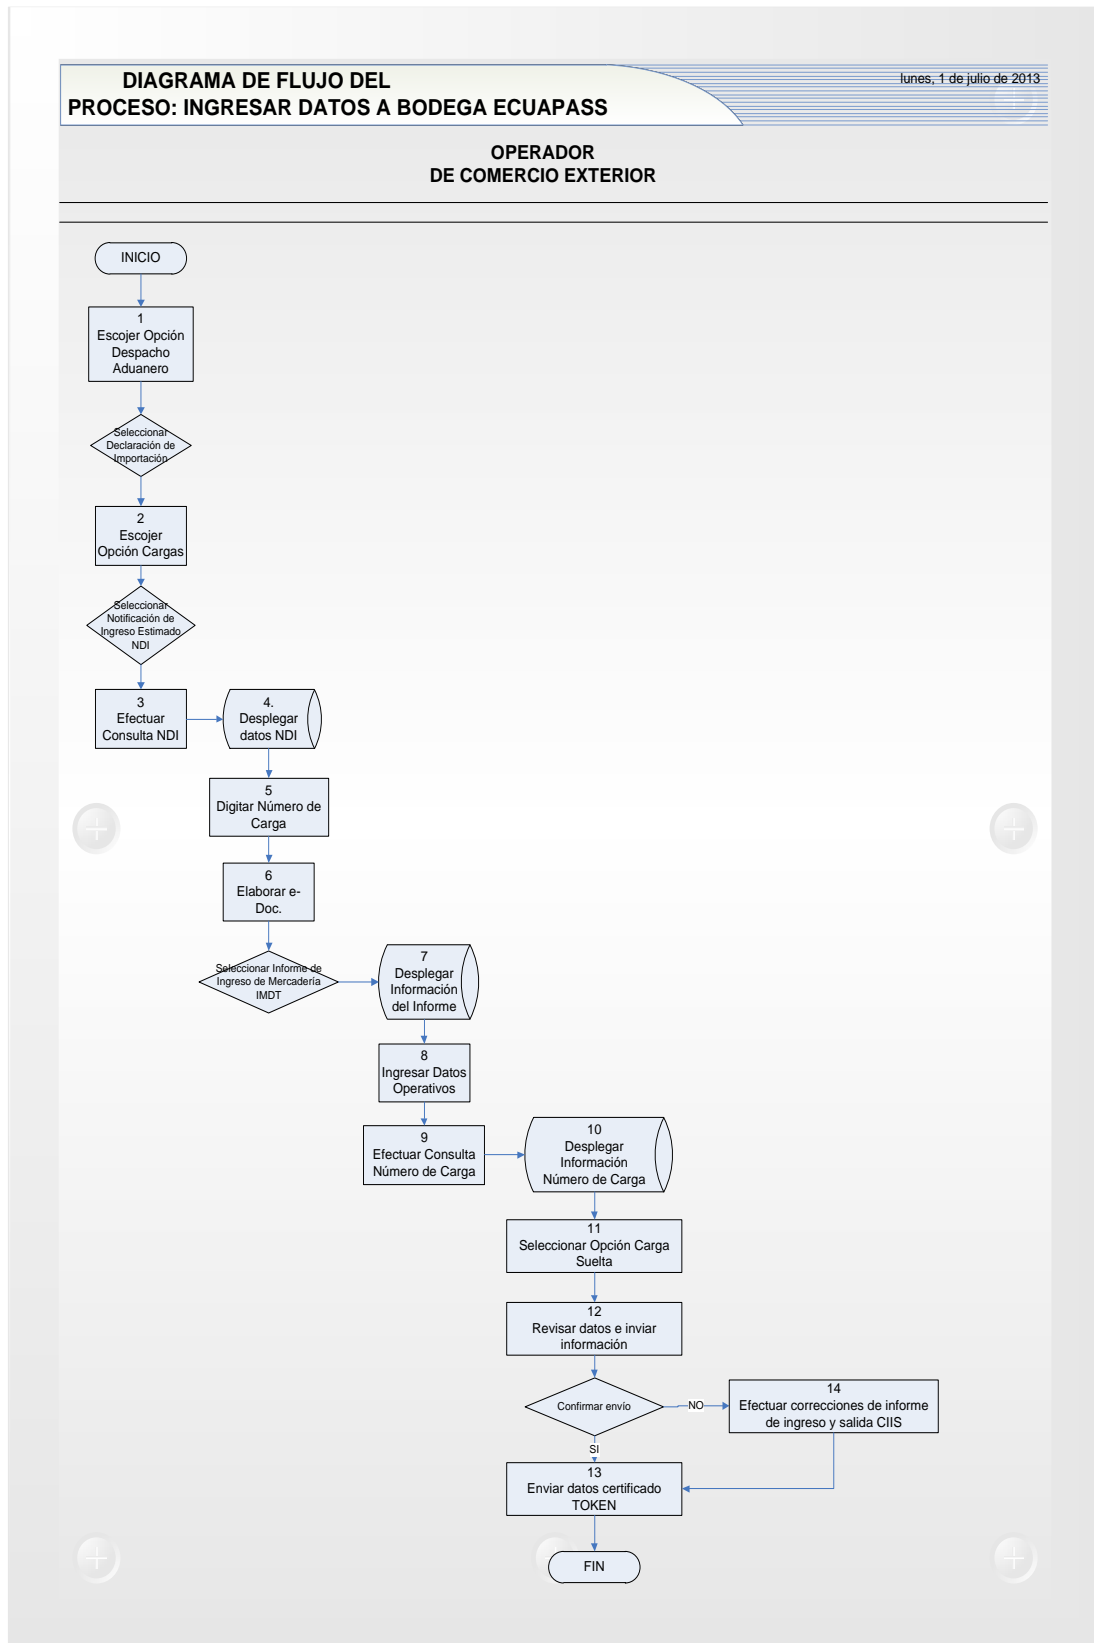 DIAGRAMA DE FLUJO DEL
PROCESO: INGRESAR DATOS A BODEGA ECUAPASS
lunes, 1 de julio de 2013
OPERADOR
DE COMERCIO EXTERIOR
INICIO
1
Escojer Opción
Despacho
Aduanero
Seleccionar
Declaración de
Importación
2
Escojer
Opción Cargas
Seleccionar
Notificación de
Ingreso Estimado
NDI
3
Efectuar
Consulta NDI
4.
Desplegar
datos NDI
5
Digitar Número de
Carga
6
Elaborar e-
Doc.
Seleccionar Informe de
Ingreso de Mercadería
IMDT
7
Desplegar
Información
del Informe
8
Ingresar Datos
Operativos
9
Efectuar Consulta
Número de Carga
10
Desplegar
Información
Número de Carga
11
Seleccionar Opción Carga
Suelta
12
Revisar datos e inviar
información
Confirmar envío
NO
14
Efectuar correcciones de informe
de ingreso y salida CIIS
SI
13
Enviar datos certificado
TOKEN
FIN